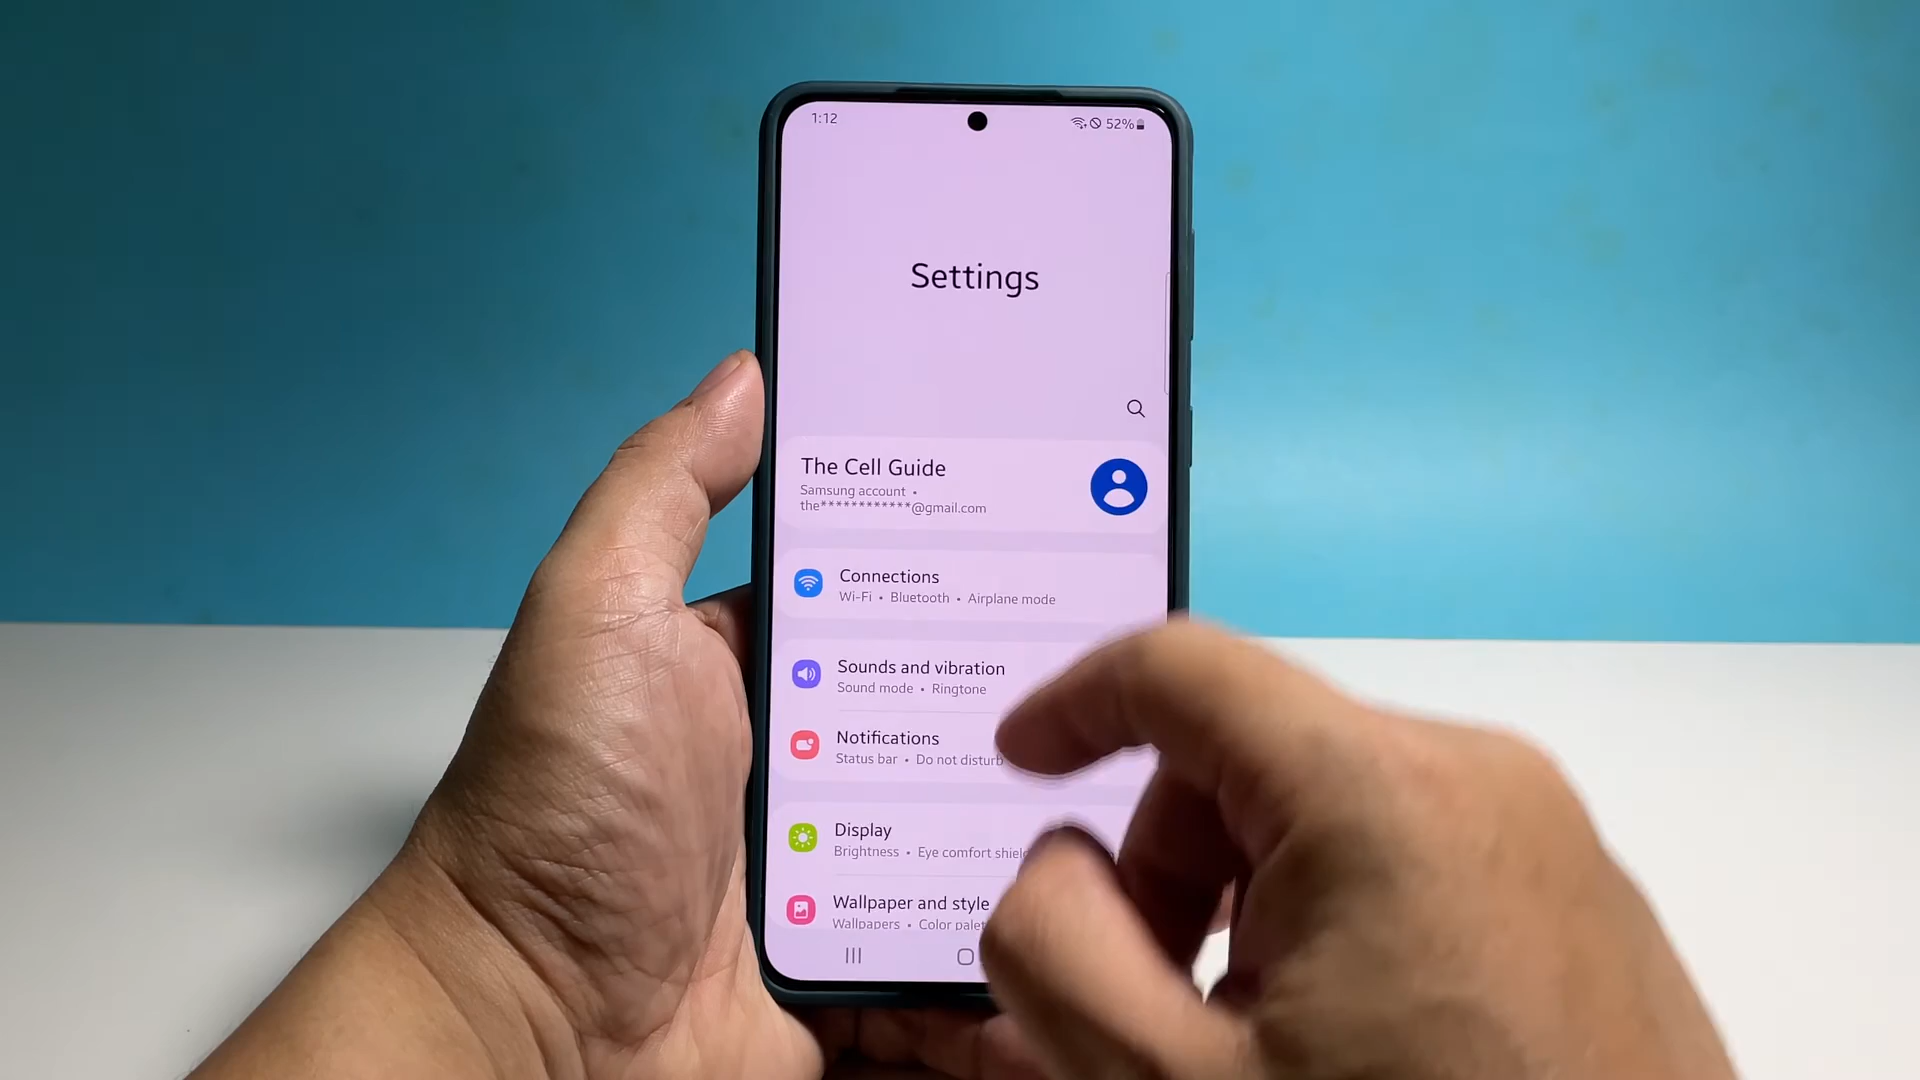 1:12
52%
Settings
The Cell Guide
Samsung account •
the************@gmail.com
Connections
Wi-Fi • Bluetooth • Airplane mode
Sounds and vibration
Sound mode • Ringtone
Notifications
Status bar • Do not disturb
Display
Brightness • Eye comfort
Wallpaper and style
Wallpapers • Color